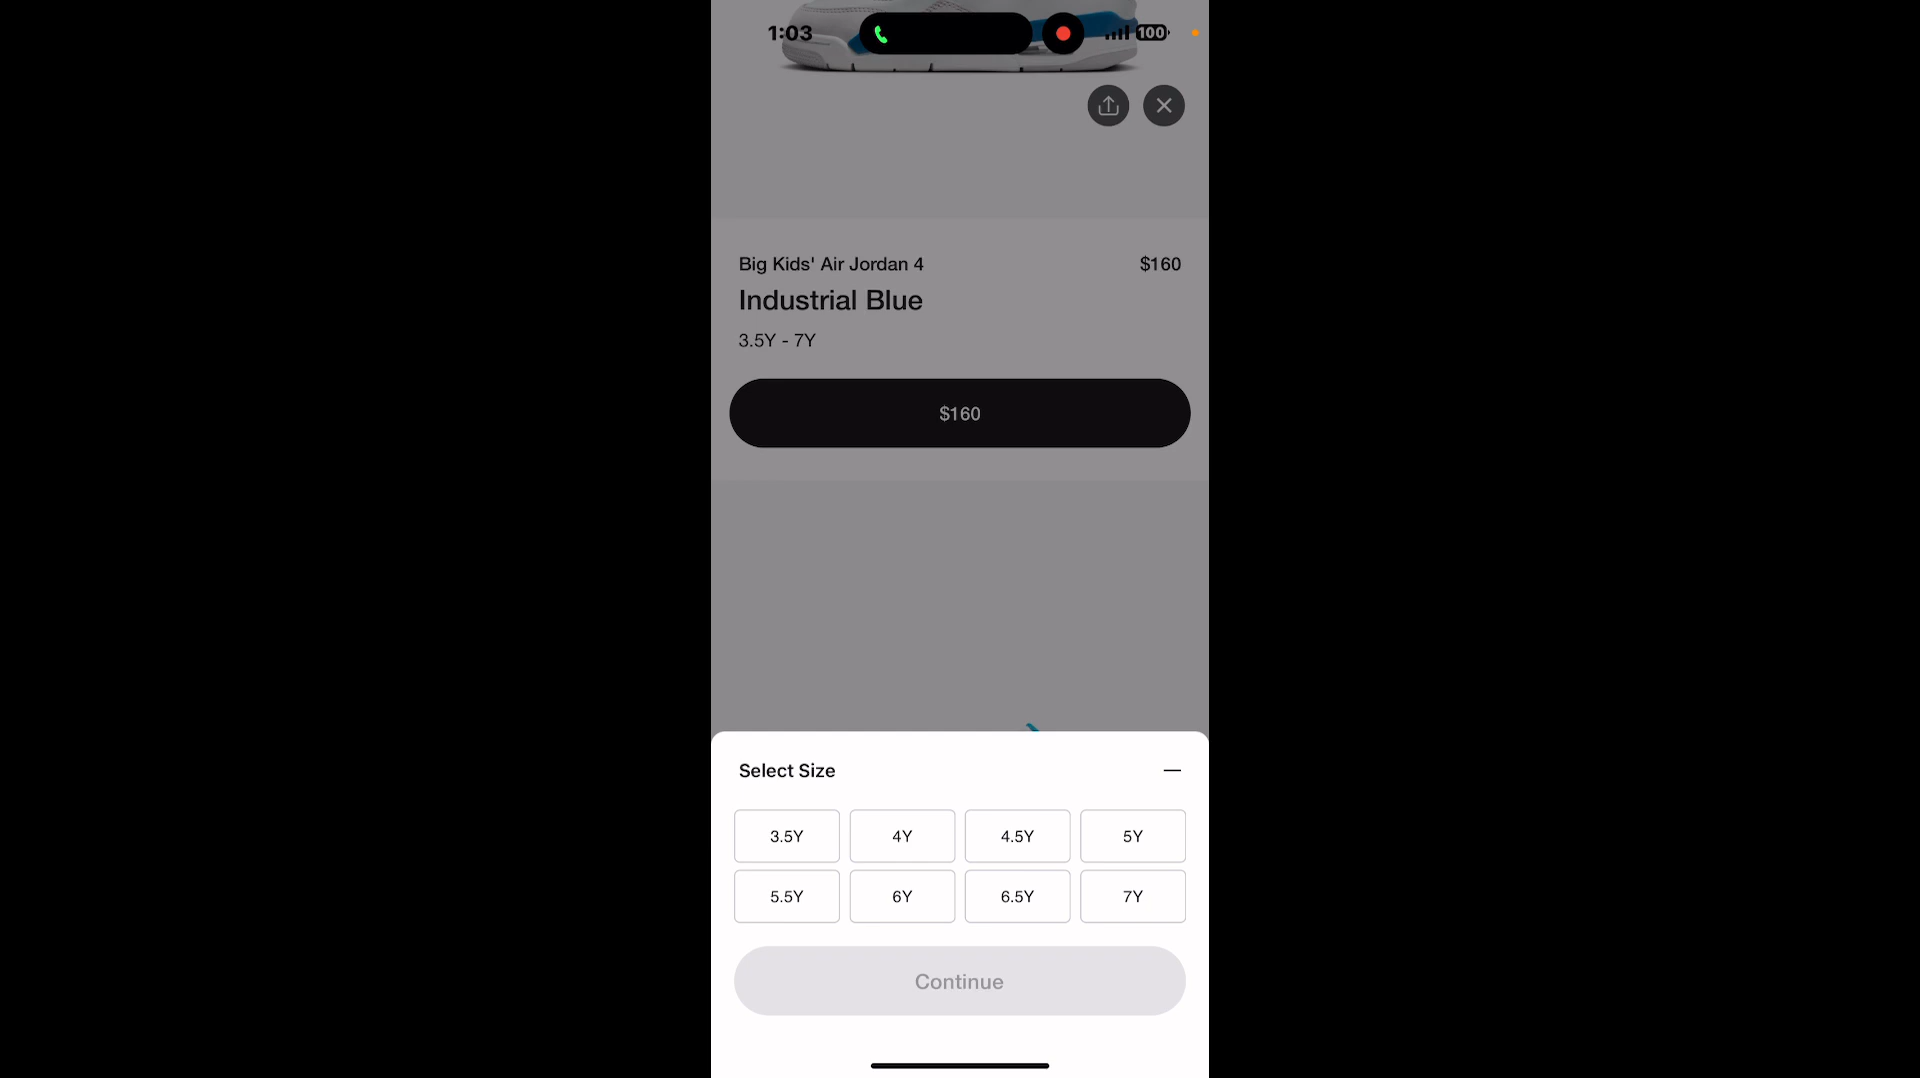 1:03
100
Big Kids' Air Jordan 4
$160
Industrial Blue
3.5Y - 7Y
$160
Select Size
3.5Y
4Y
4.5Y
5Y
5.5Y
6Y
6.5Y
7Y
Continue